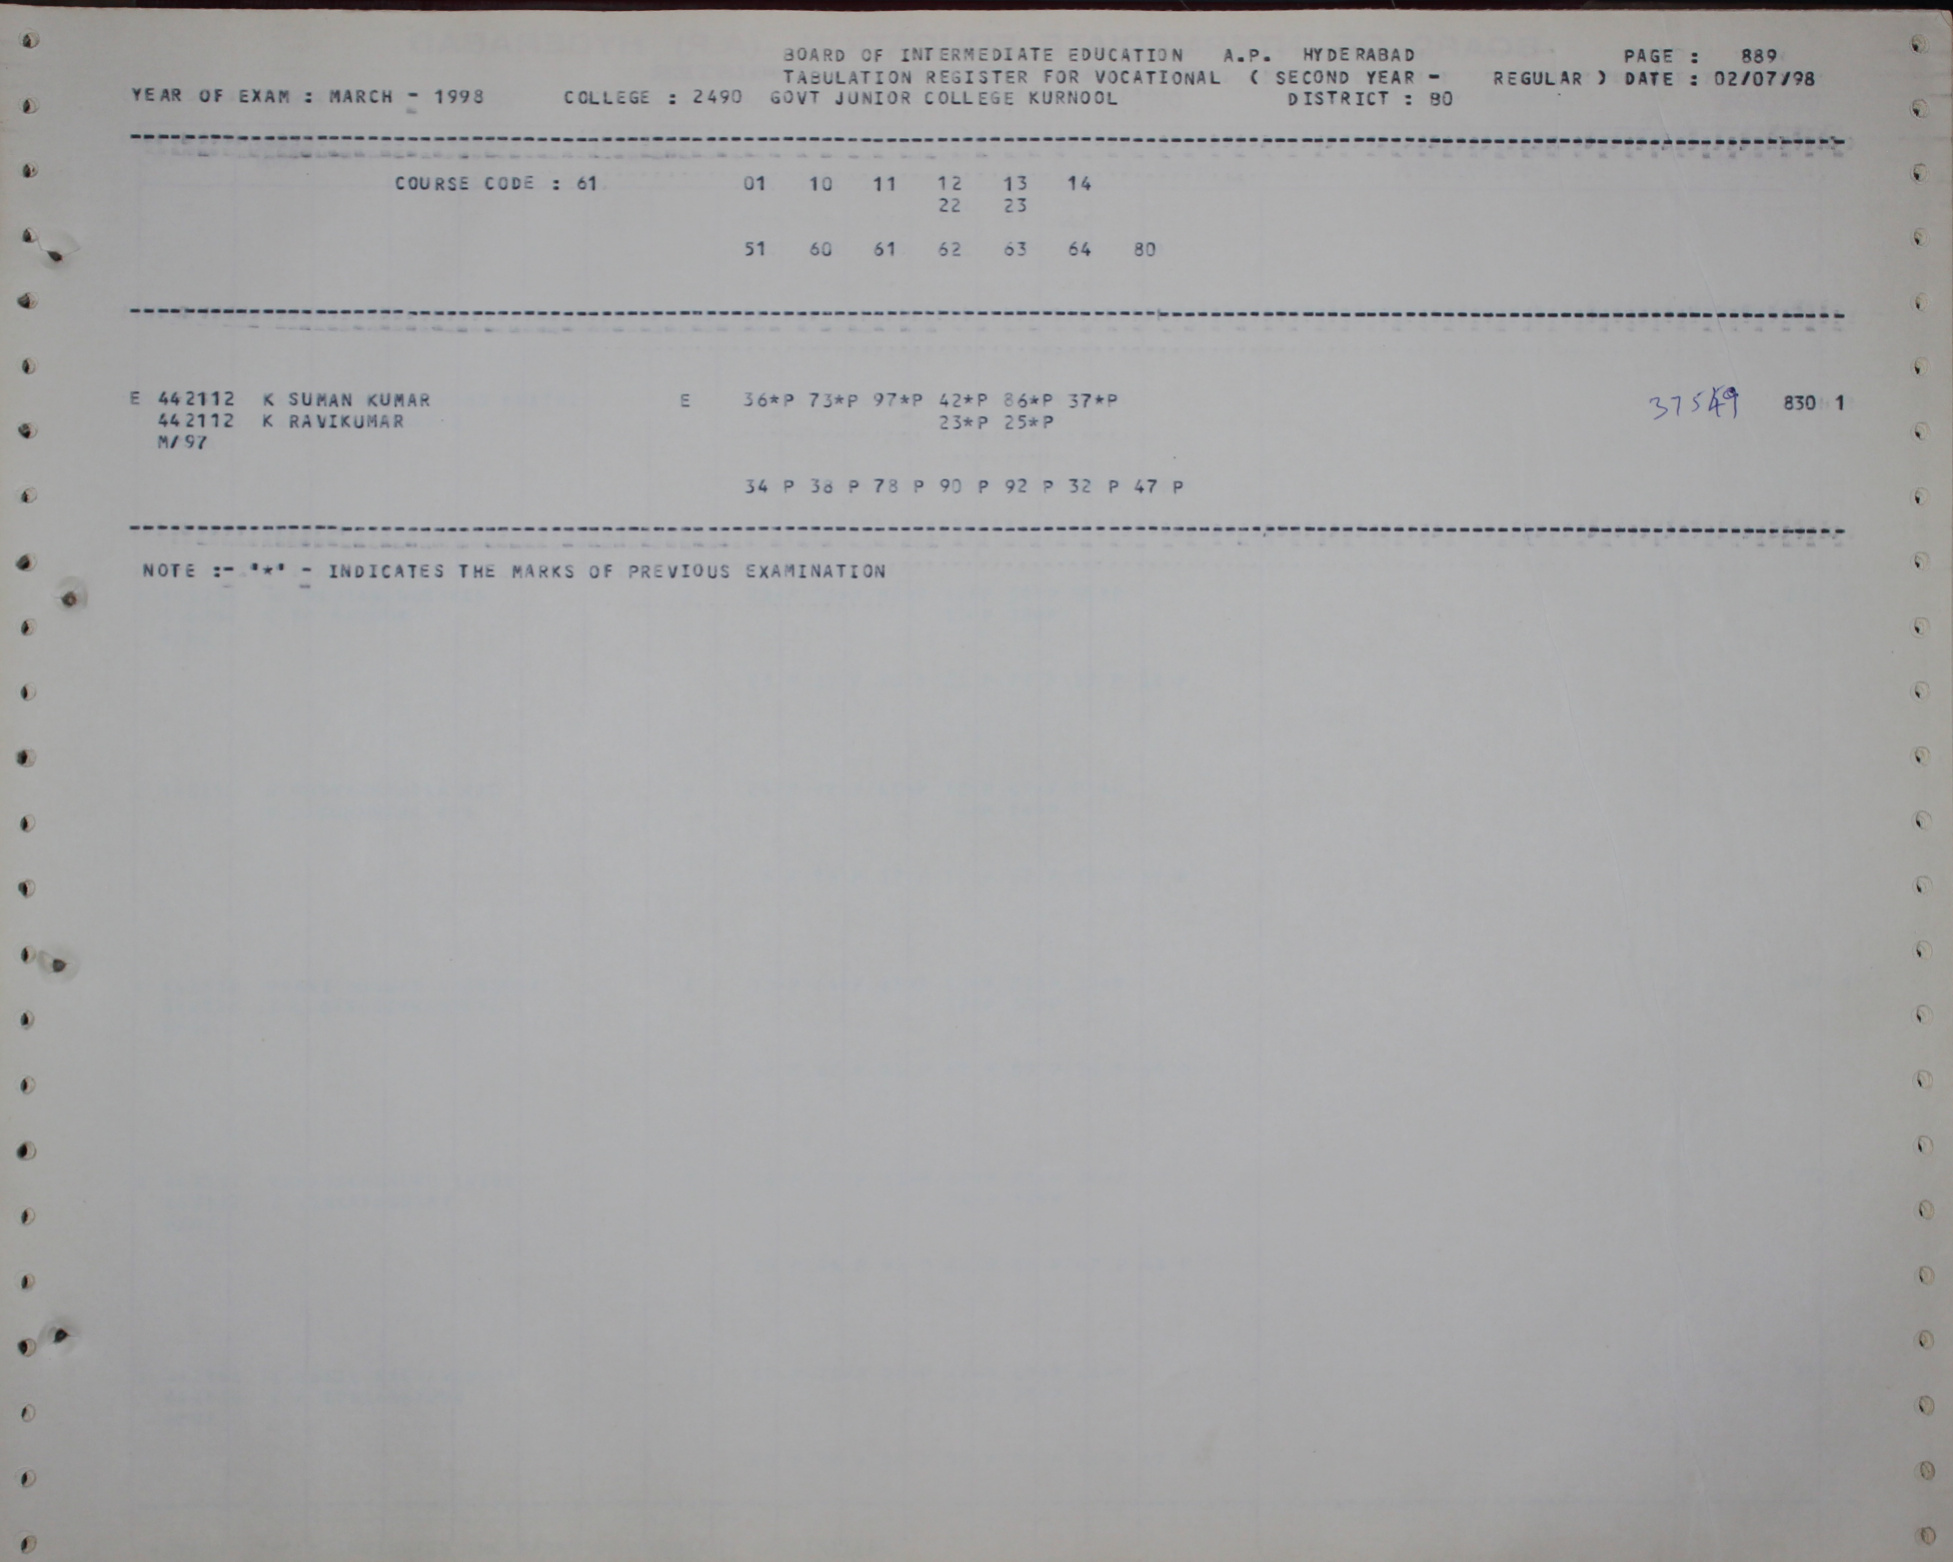 BOARD OF INTERMEDIATE EDUCATION A.P. HYDERABAD PAGE : 889
TABULATION REGISTER FOR VOCATIONAL ( SECOND YEAR - REGULAR ) DATE : 02/07/98
YEAR OF EXAM : MARCH - 1998 COLLEGE : 2490 GOVT JUNIOR COLLEGE KURNOOL DISTRICT : 80
COURSE CODE : 61 01 10 11 12 13 14
22 23
51 60 61 62 63 64 80
E 442112 K SUMAN KUMAR E 36*P 73*P 97*P 42*P 86*P 37*P 830 1
442112 K RAVIKUMAR 23*P 25*P
M/97
34 P 38 P 78 P 90 P 92 P 32 P 47 P
NOTE :- "*" - INDICATES THE MARKS OF PREVIOUS EXAMINATION